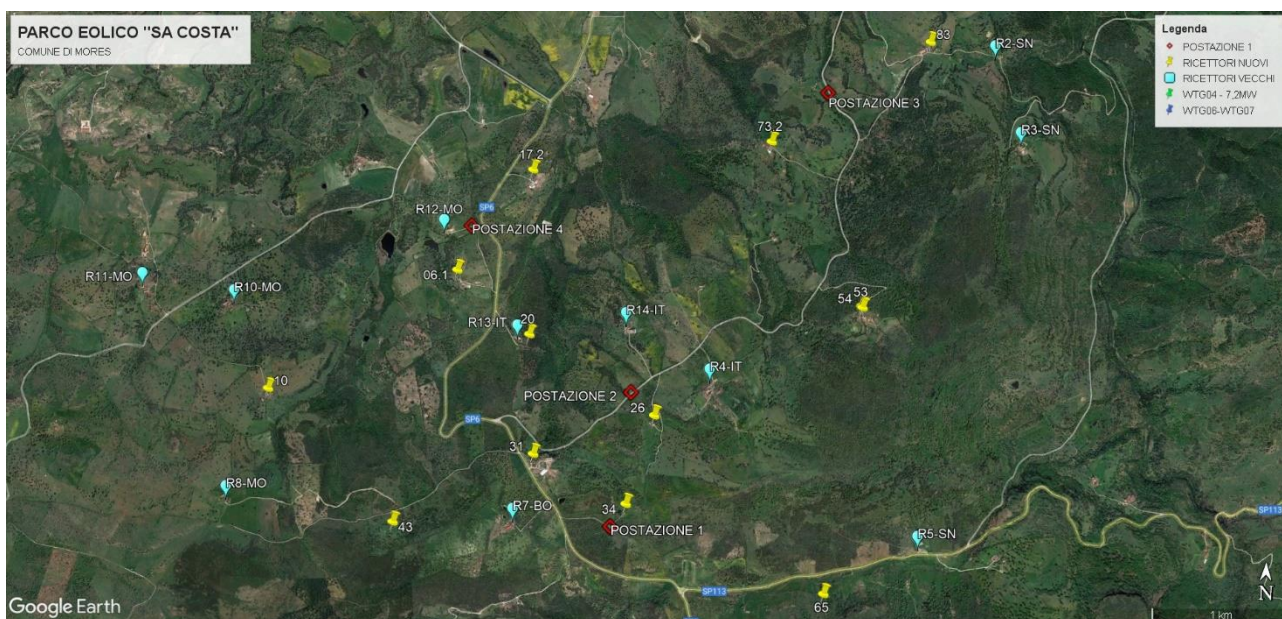 PARCO EOLICO "SA COSTA"
COMUNE DI MORES
Legenda
POSTAZIONE 1
RICETTORI NUOVI
RICETTORI VECCHI
WTG04 - 7,2MW
WTG06-WTG07
83
R2-SN
POSTAZIONE 3
R3-SN
73.2
17.2
SP6
R12-MO
POSTAZIONE 4
06.1
R11-MO
R10-MO
R13-IT
20
R14-IT
54
53
R4-IT
10
POSTAZIONE 2
26
SP6
31
R8-MO
43
R7-BO
34
POSTAZIONE 1
R5-SN
SP113
SP113
65
Google Earth
N
1 km